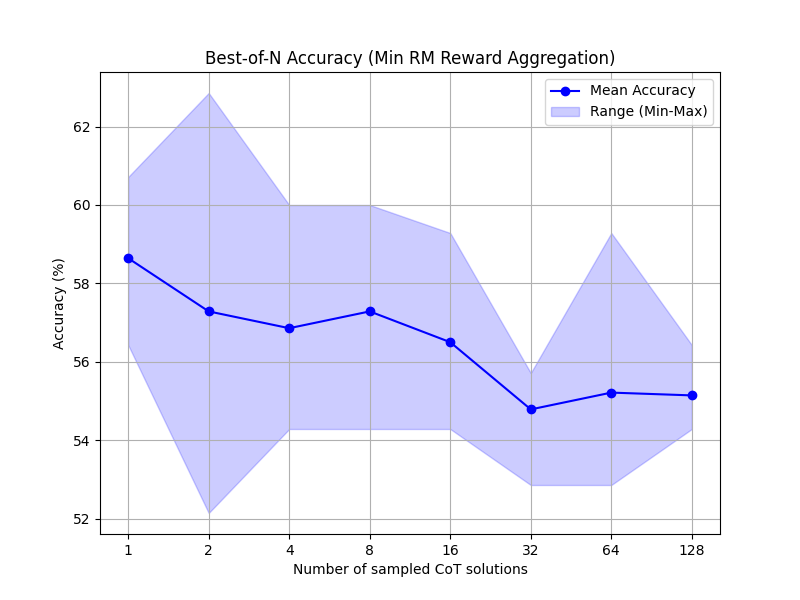 Best-of-N Accuracy (Min RM Reward Aggregation)
Mean Accuracy
Range (Min-Max)
Accuracy (%)
62
60
58
56
54
52
1 2 4 8 16 32 64 128
Number of sampled CoT solutions